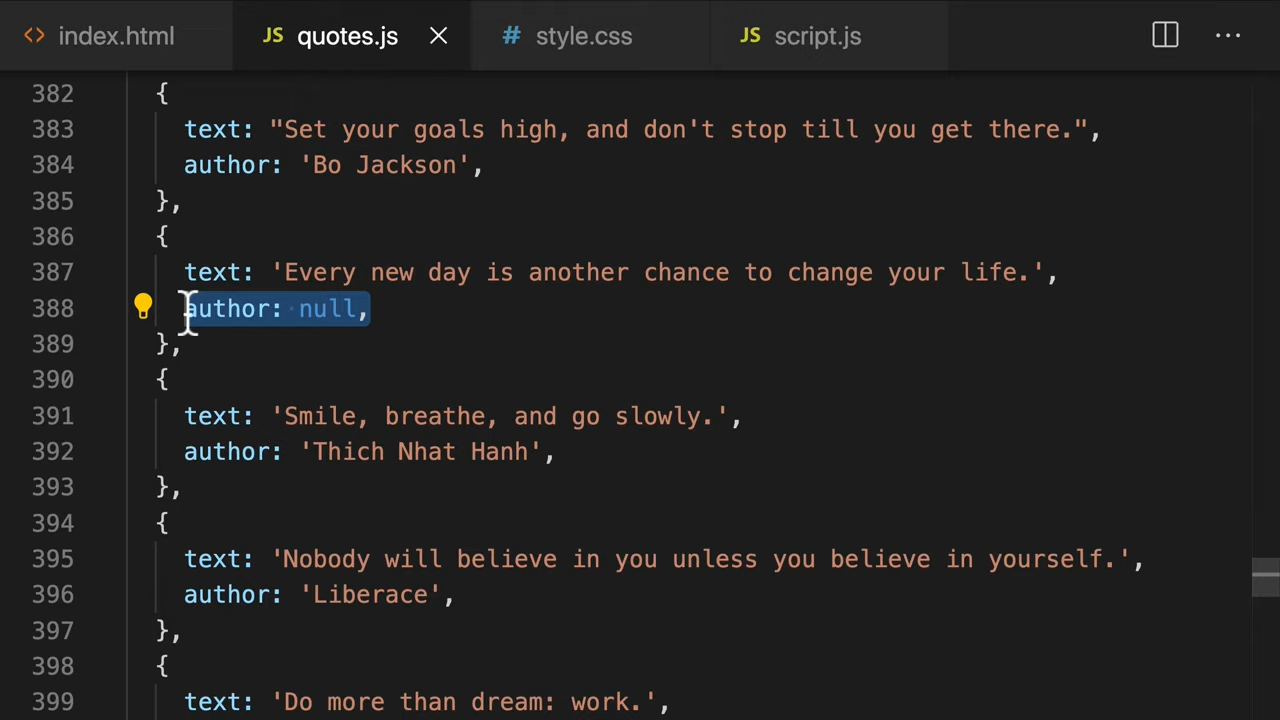 index.html JS quotes.js # style.css JS script.js
382 {
383 text: "Set your goals high, and don't stop till you get there.",
384 author: 'Bo Jackson',
385 },
386 {
387 text: 'Every new day is another chance to change your life.',
388 author: null,
389 },
390 {
391 text: 'Smile, breathe, and go slowly.',
392 author: 'Thich Nhat Hanh',
393 },
394 {
395 text: 'Nobody will believe in you unless you believe in yourself.',
396 author: 'Liberace',
397 },
398 {
399 text: 'Do more than dream: work.',